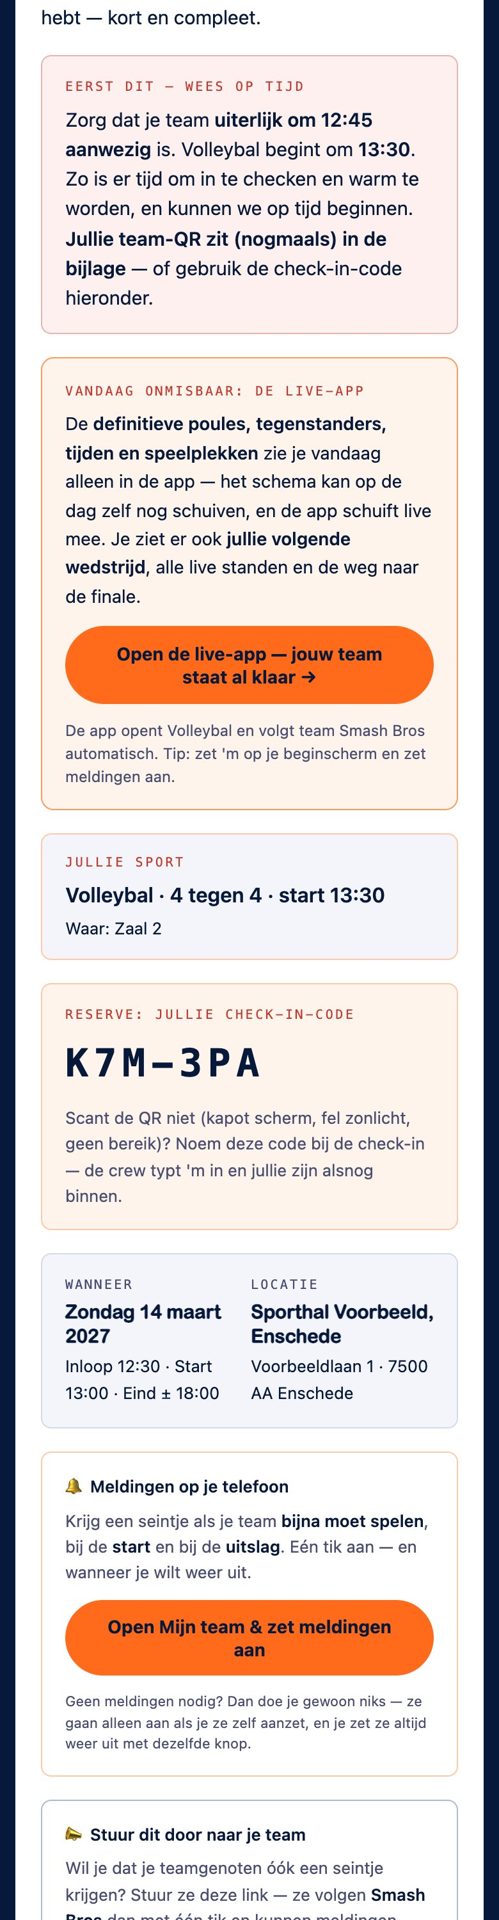 hebt — kort en compleet.
EERST DIT — WEES OP TIJD
Zorg dat je team uiterlijk om 12:45
aanwezig is. Volleybal begint om 13:30.
Zo is er tijd om in te checken en warm te
worden, en kunnen we op tijd beginnen.
Jullie team-QR zit (nogmaals) in de
bijlage — of gebruik de check-in-code
hieronder.
VANDAAG ONMISBAAR: DE LIVE-APP
De definitieve poules, tegenstanders,
tijden en speelplekken zie je vandaag
alleen in de app — het schema kan op de
dag zelf nog schuiven, en de app schuift live
mee. Je ziet er ook jullie volgende
wedstrijd, alle live standen en de weg naar
de finale.
Open de live-app — jouw team
staat al klaar →
De app opent Volleybal en volgt team Smash Bros
automatisch. Tip: zet 'm op je beginscherm en zet
meldingen aan.
JULLIE SPORT
Volleybal · 4 tegen 4 · start 13:30
Waar: Zaal 2
RESERVE: JULLIE CHECK-IN-CODE
K7M-3PA
Scant de QR niet (kapot scherm, fel zonlicht,
geen bereik)? Noem deze code bij de check-in
— de crew typt 'm in en jullie zijn alsnog
binnen.
WANNEER
Zondag 14 maart
2027
Inloop 12:30 · Start
13:00 · Eind ± 18:00
LOCATIE
Sporthal Voorbeeld,
Enschede
Voorbeeldlaan 1 · 7500
AA Enschede
🔔 Meldingen op je telefoon
Krijg een seintje als je team bijna moet spelen,
bij de start en bij de uitslag. Eén tik aan — en
wanneer je wilt weer uit.
Open Mijn team & zet meldingen
aan
Geen meldingen nodig? Dan doe je gewoon niks — ze
gaan alleen aan als je ze zelf aanzet, en je zet ze altijd
weer uit met dezelfde knop.
📣 Stuur dit door naar je team
Wil je dat je teamgenoten óók een seintje
krijgen? Stuur ze deze link — ze volgen Smash
Bros dan met één tik en kunnen meldingen